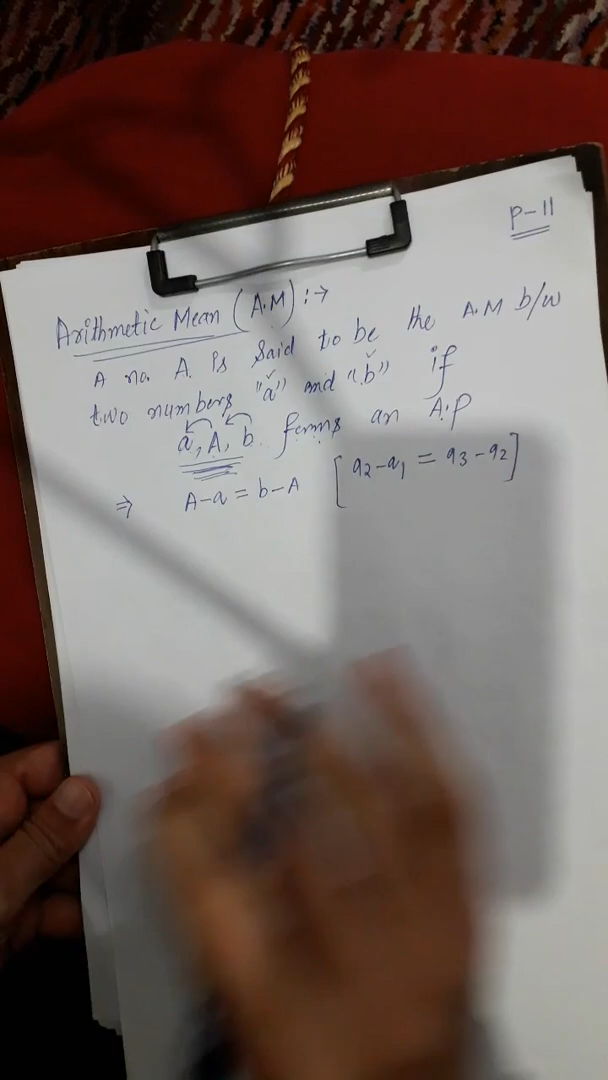 P-11
Arithmetic Mean (A.M) :→
A no. A is said to be the A.M b/w
two numbers "a" and "b" if
a, A, b forms an A.P
⇒ A-a = b-A [a2-a1 = a3-a2]